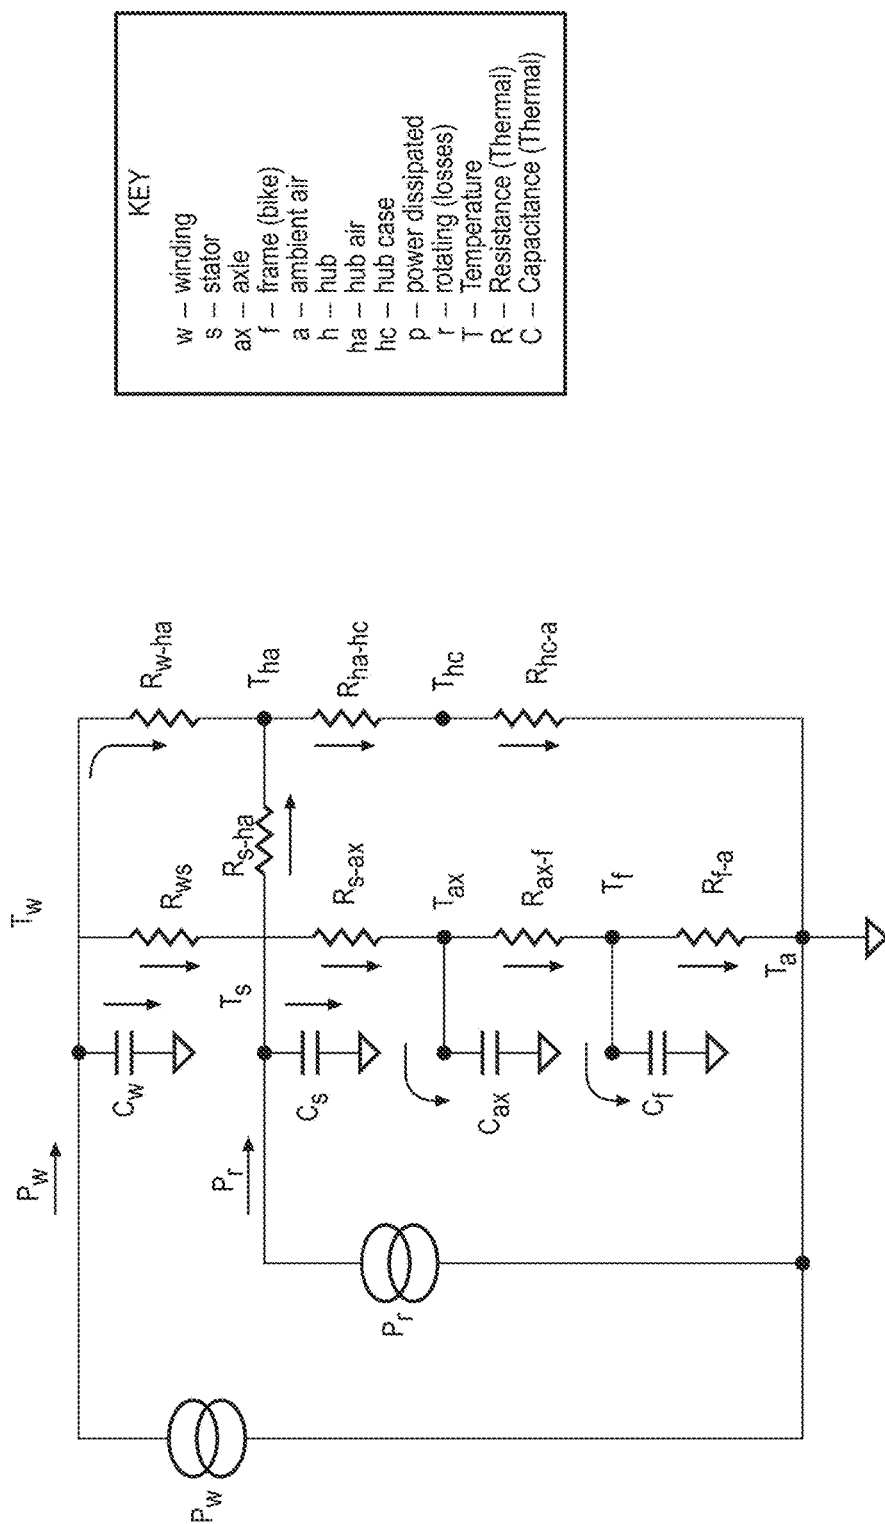 KEY
w – winding
s – stator
ax – axle
f – frame (bike)
a – ambient air
h – hub
ha – hub air
hc – hub case
p – power dissipated
r – rotating (losses)
T – Temperature
R – Resistance (Thermal)
C – Capacitance (Thermal)
Tw
Rw-ha
Tha
Rha-hc
Thc
Rhc-a
Rs-ha
Rws
Rs-ax
Tax
Rax-f
Tf
Rf-a
Ts
Ta
Cw
Cs
Cax
Cf
Pw
Pr
Pr
Pw